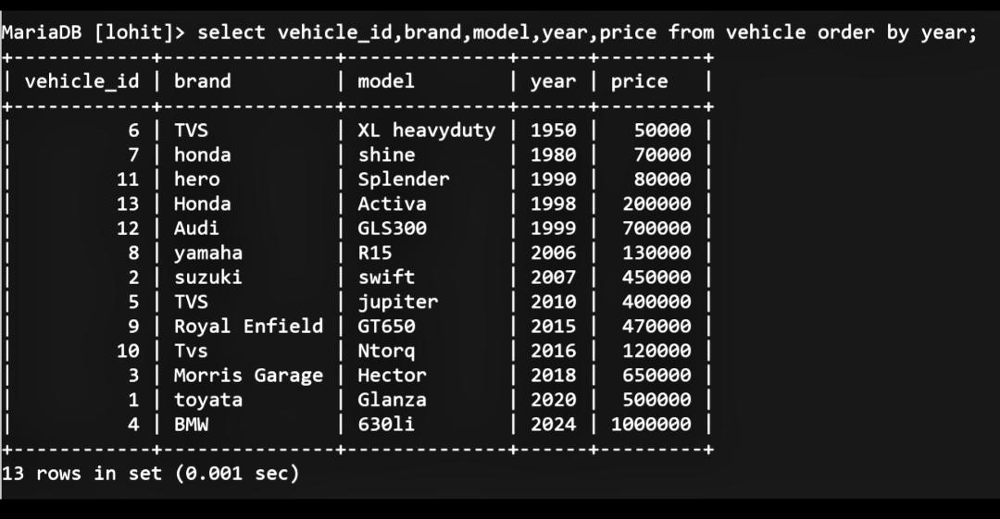 MariaDB [lohit]> select vehicle_id,brand,model,year,price from vehicle order by year;
+------------+---------------+--------------+------+---------+
| vehicle_id | brand         | model        | year | price   |
+------------+---------------+--------------+------+---------+
|          6 | TVS           | XL heavyduty | 1950 |   50000 |
|          7 | honda         | shine        | 1980 |   70000 |
|         11 | hero          | Splender     | 1990 |   80000 |
|         13 | Honda         | Activa       | 1998 |  200000 |
|         12 | Audi          | GLS300       | 1999 |  700000 |
|          8 | yamaha        | R15          | 2006 |  130000 |
|          2 | suzuki        | swift        | 2007 |  450000 |
|          5 | TVS           | jupiter      | 2010 |  400000 |
|          9 | Royal Enfield | GT650        | 2015 |  470000 |
|         10 | Tvs           | Ntorq        | 2016 |  120000 |
|          3 | Morris Garage | Hector       | 2018 |  650000 |
|          1 | toyata        | Glanza       | 2020 |  500000 |
|          4 | BMW           | 630li        | 2024 | 1000000 |
+------------+---------------+--------------+------+---------+
13 rows in set (0.001 sec)